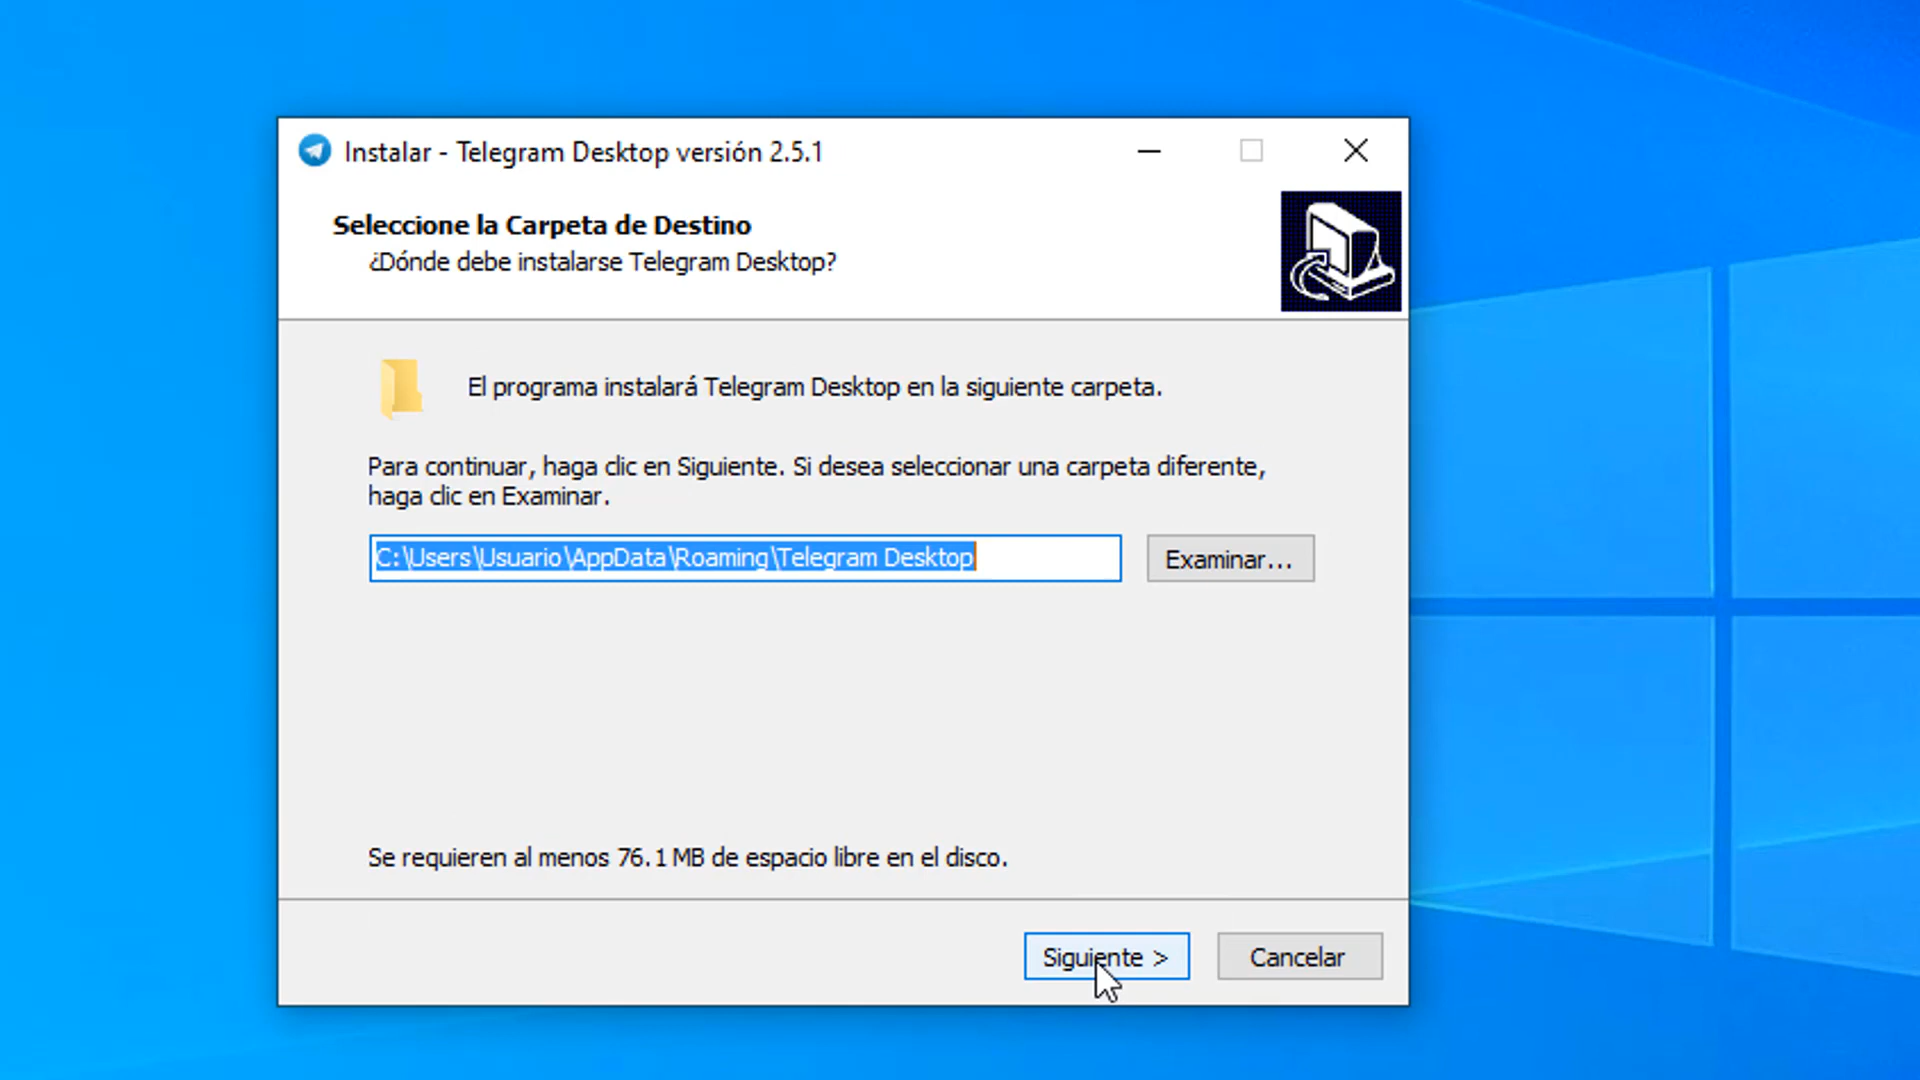 Instalar - Telegram Desktop versión 2.5.1
Seleccione la Carpeta de Destino
¿Dónde debe instalarse Telegram Desktop?
El programa instalará Telegram Desktop en la siguiente carpeta.
Para continuar, haga clic en Siguiente. Si desea seleccionar una carpeta diferente,
haga clic en Examinar.
C:\Users\Usuario\AppData\Roaming\Telegram Desktop
Examinar...
Se requieren al menos 76.1 MB de espacio libre en el disco.
Siguiente >
Cancelar